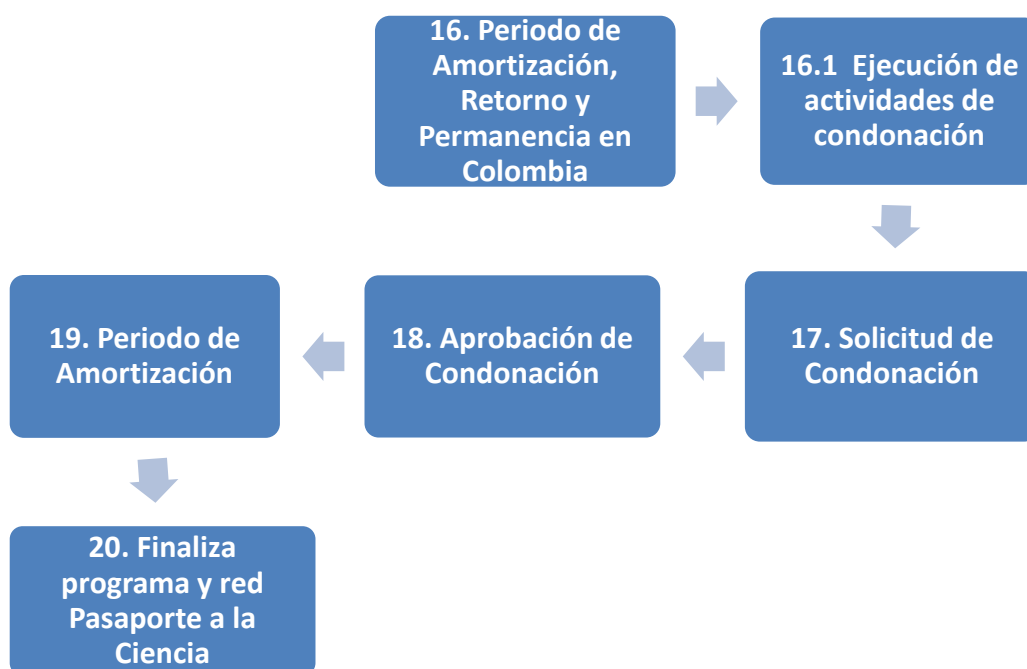 16. Periodo de
Amortización,
Retorno y
Permanencia en
Colombia
16.1 Ejecución de
actividades de
condonación
17. Solicitud de
Condonación
18. Aprobación de
Condonación
19. Periodo de
Amortización
20. Finaliza
programa y red
Pasaporte a la
Ciencia